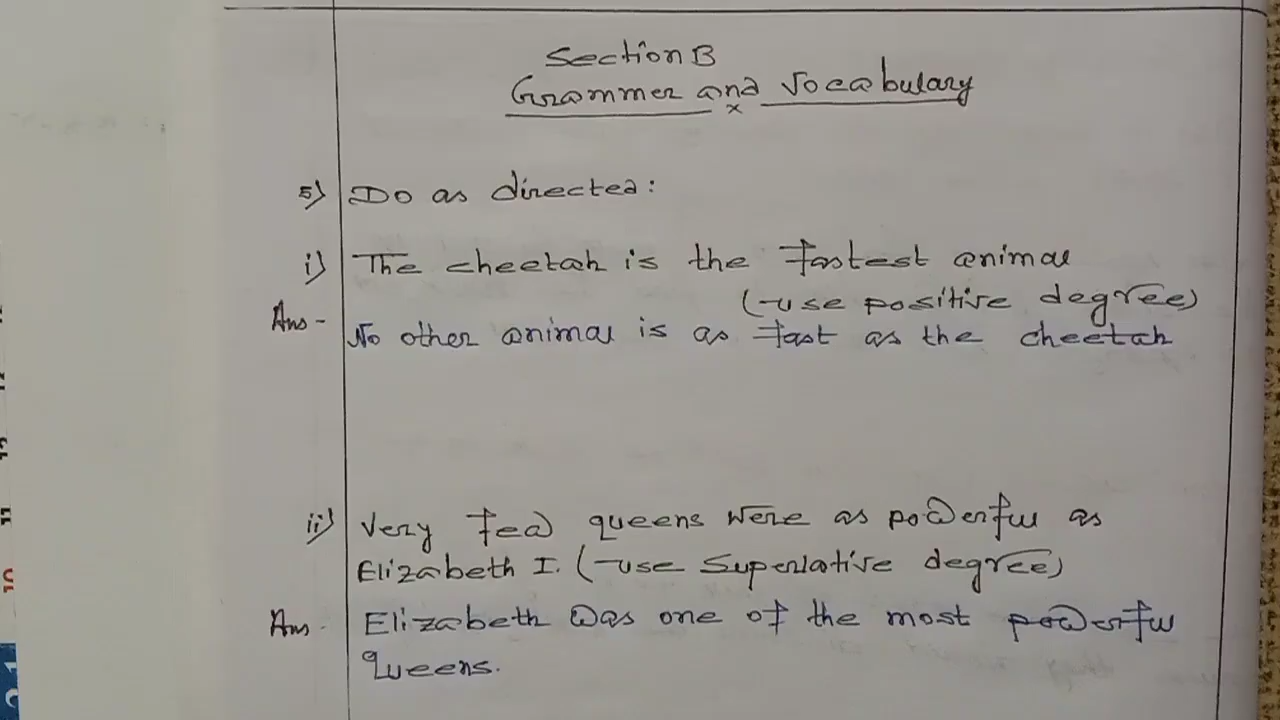 Section B
Grammer and Vocabulary
x
5) Do as directed:
i) The cheetah is the fastest animal
(use positive degree)
Ans - No other animal is as fast as the cheetah
ii) Very few queens were as powerful as
Elizabeth I. (use Superlative degree)
Ans - Elizabeth was one of the most powerful
queens.